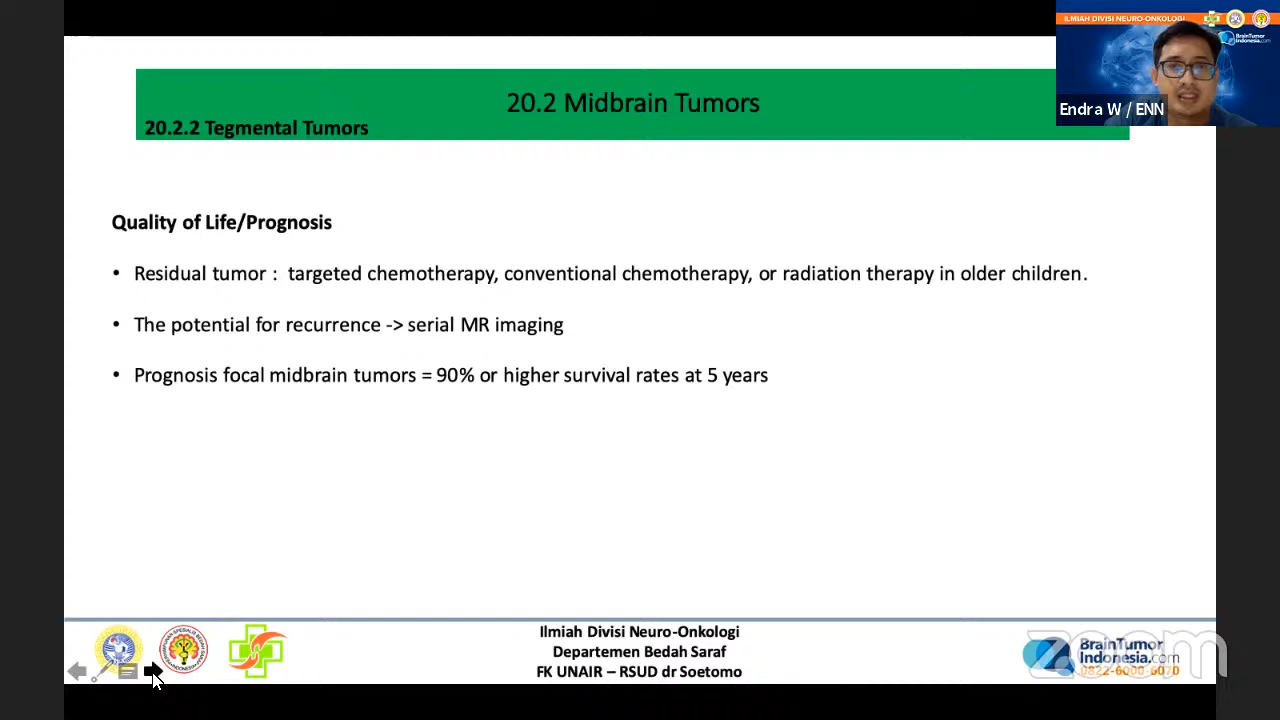 ILMIAH DIVISI NEURO-ONKOLOGI
BrainTumor
Indonesia.com
Endra W / ENN
20.2 Midbrain Tumors
20.2.2 Tegmental Tumors
Quality of Life/Prognosis
• Residual tumor : targeted chemotherapy, conventional chemotherapy, or radiation therapy in older children.
• The potential for recurrence -> serial MR imaging
• Prognosis focal midbrain tumors = 90% or higher survival rates at 5 years
Ilmiah Divisi Neuro-Onkologi
Departemen Bedah Saraf
FK UNAIR – RSUD dr Soetomo
BrainTumor
Indonesia.com
0822-6000-6070
zoom